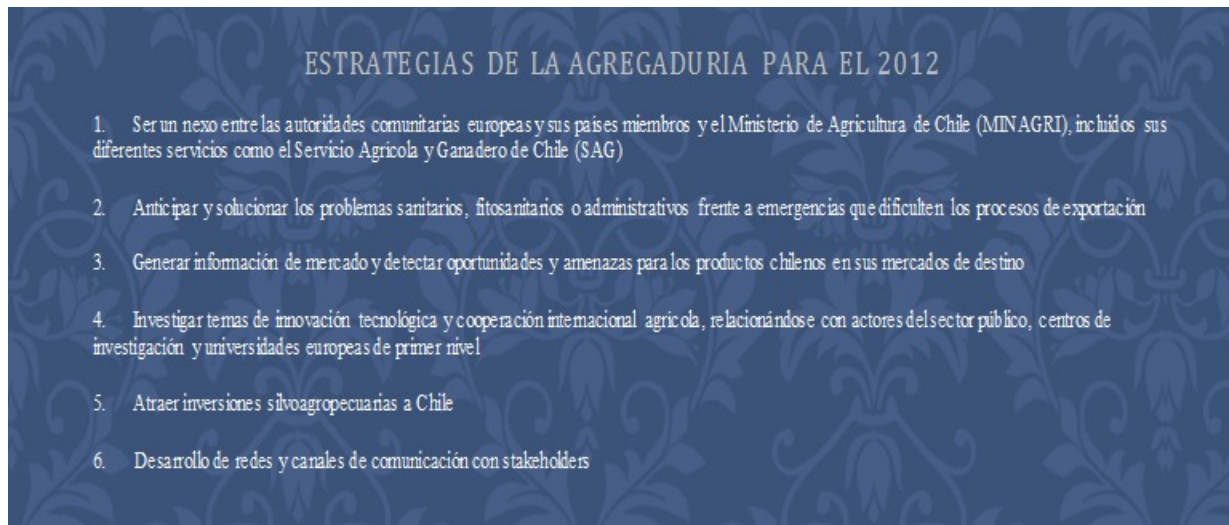 ESTRATEGIAS DE LA AGREGADURIA PARA EL 2012
1. Ser un nexo entre las autoridades comunitarias europeas y sus países miembros y el Ministerio de Agricultura de Chile (MINAGRI), incluidos sus
diferentes servicios como el Servicio Agrícola y Ganadero de Chile (SAG)
2. Anticipar y solucionar los problemas sanitarios, fitosanitarios o administrativos frente a emergencias que dificulten los procesos de exportación
3. Generar información de mercado y detectar oportunidades y amenazas para los productos chilenos en sus mercados de destino
4. Investigar temas de innovación tecnológica y cooperación internacional agrícola, relacionándose con actores del sector público, centros de
investigación y universidades europeas de primer nivel
5. Atraer inversiones silvoagropecuarias a Chile
6. Desarrollo de redes y canales de comunicación con stakeholders